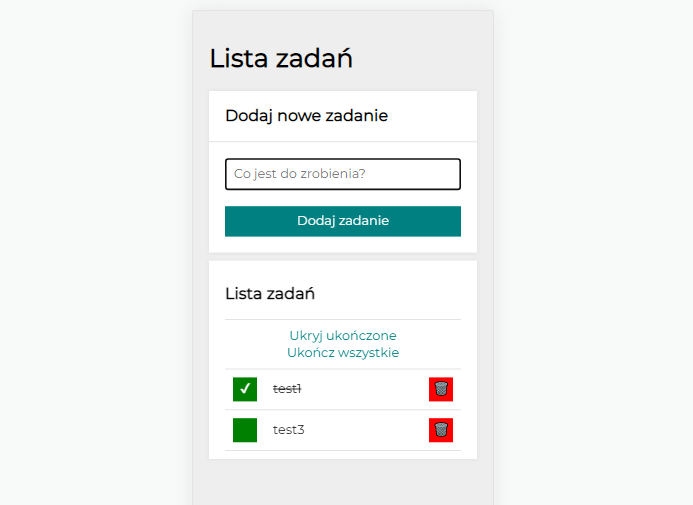 Lista zadań
Dodaj nowe zadanie
Co jest do zrobienia?
Dodaj zadanie
Lista zadań
Ukryj ukończone
Ukończ wszystkie
✔ test1 🗑
test3 🗑